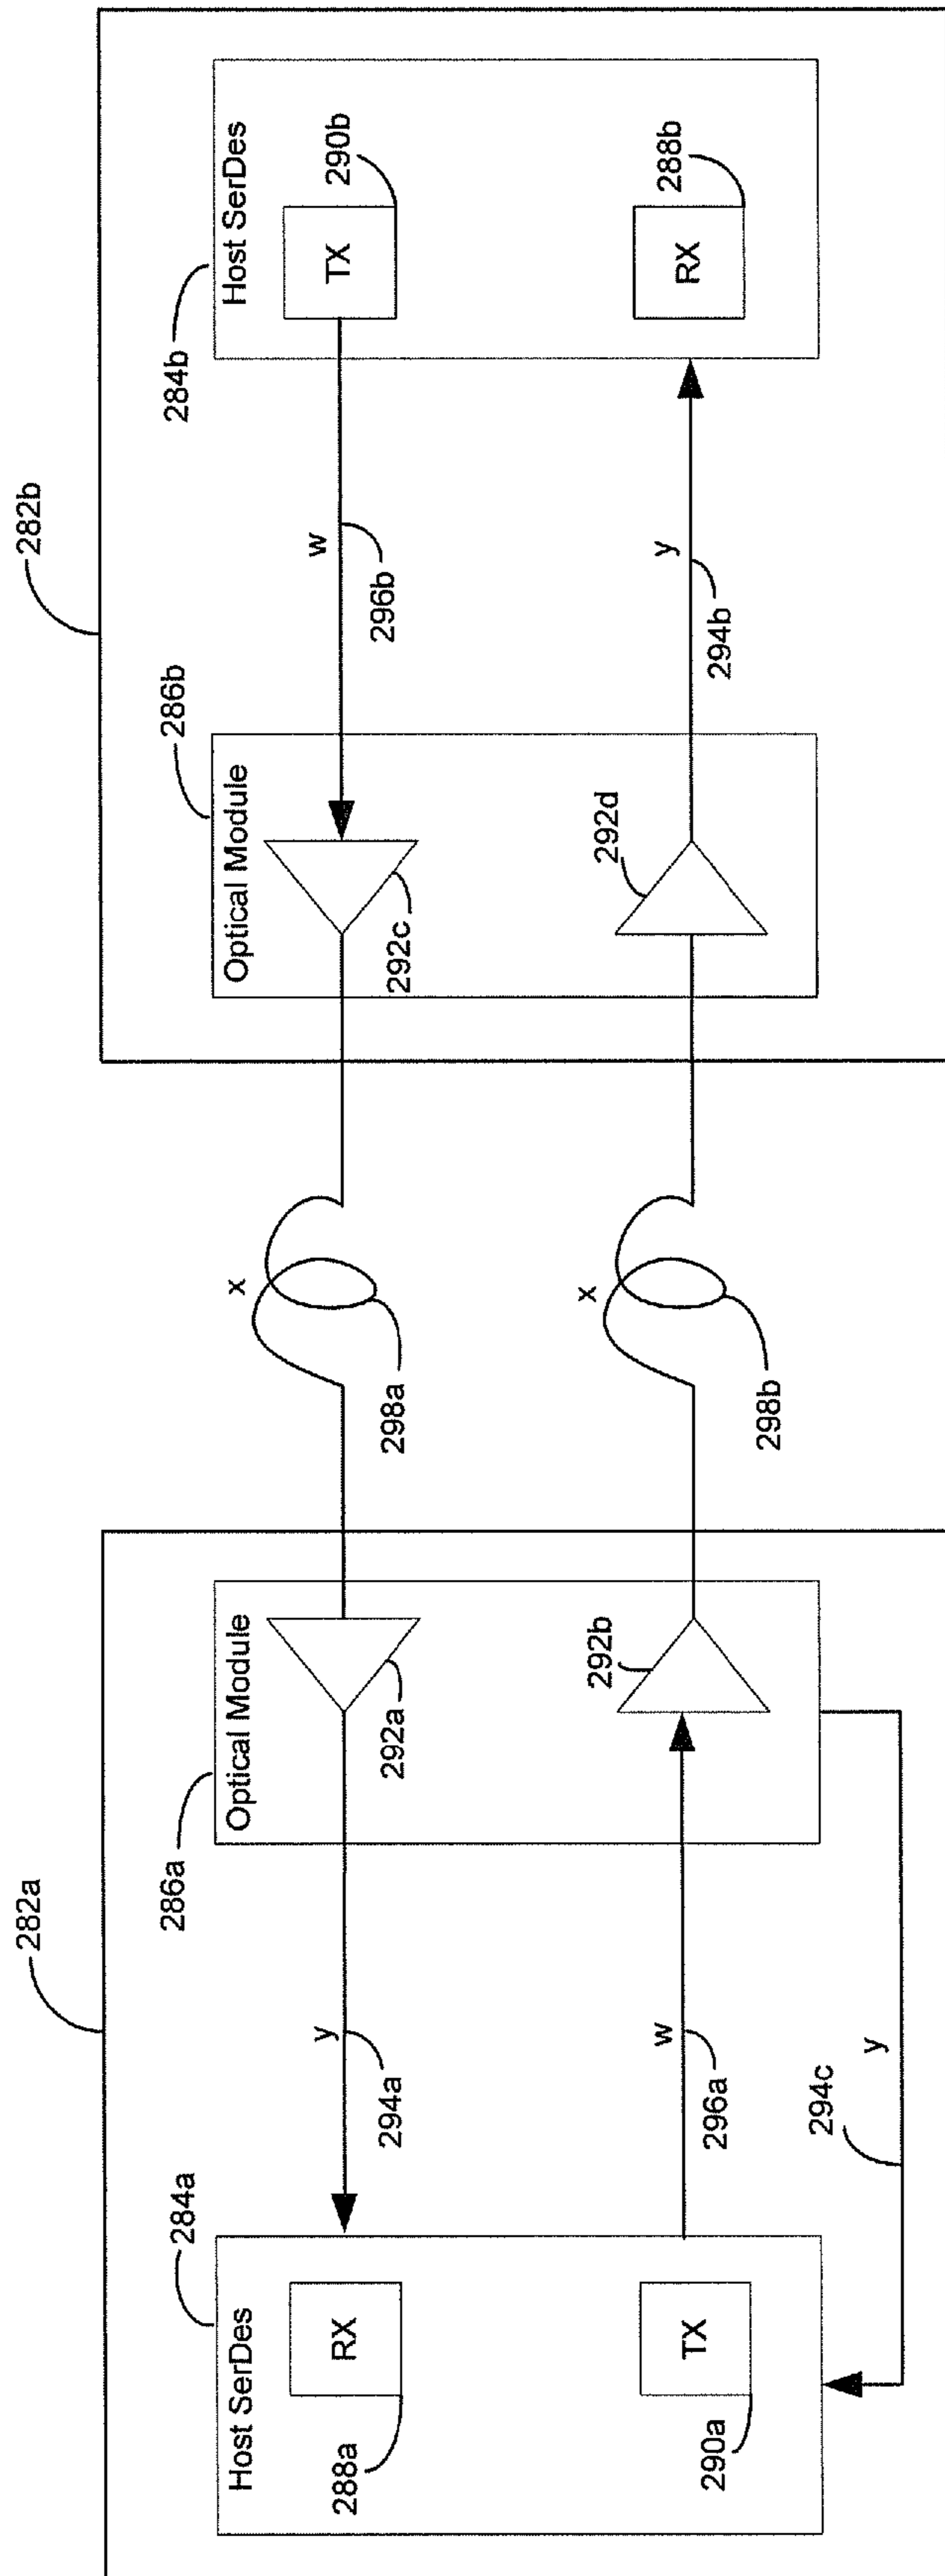 282a
284a
Host SerDes
RX
288a
TX
290a
y
294a
w
296a
294c
y
286a
Optical Module
292a
292b
x
298a
x
298b
282b
286b
Optical Module
292c
292d
w
296b
y
294b
284b
Host SerDes
TX
290b
RX
288b